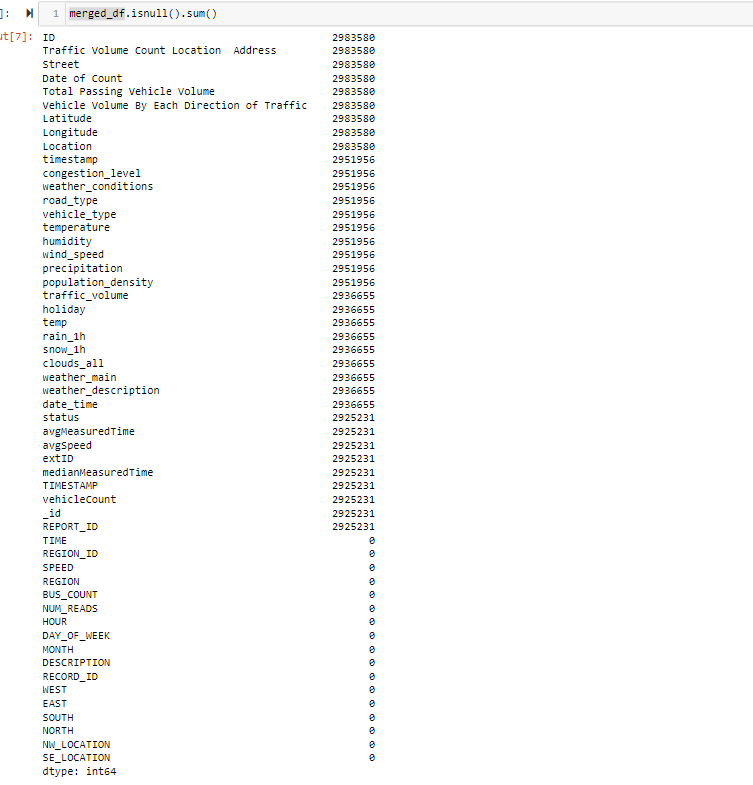 ]: 1 merged_df.isnull().sum()
ut[7]: ID 2983580
Traffic Volume Count Location  Address 2983580
Street 2983580
Date of Count 2983580
Total Passing Vehicle Volume 2983580
Vehicle Volume By Each Direction of Traffic 2983580
Latitude 2983580
Longitude 2983580
Location 2983580
timestamp 2951956
congestion_level 2951956
weather_conditions 2951956
road_type 2951956
vehicle_type 2951956
temperature 2951956
humidity 2951956
wind_speed 2951956
precipitation 2951956
population_density 2951956
traffic_volume 2936655
holiday 2936655
temp 2936655
rain_1h 2936655
snow_1h 2936655
clouds_all 2936655
weather_main 2936655
weather_description 2936655
date_time 2936655
status 2925231
avgMeasuredTime 2925231
avgSpeed 2925231
extID 2925231
medianMeasuredTime 2925231
TIMESTAMP 2925231
vehicleCount 2925231
_id 2925231
REPORT_ID 2925231
TIME 0
REGION_ID 0
SPEED 0
REGION 0
BUS_COUNT 0
NUM_READS 0
HOUR 0
DAY_OF_WEEK 0
MONTH 0
DESCRIPTION 0
RECORD_ID 0
WEST 0
EAST 0
SOUTH 0
NORTH 0
NW_LOCATION 0
SE_LOCATION 0
dtype: int64